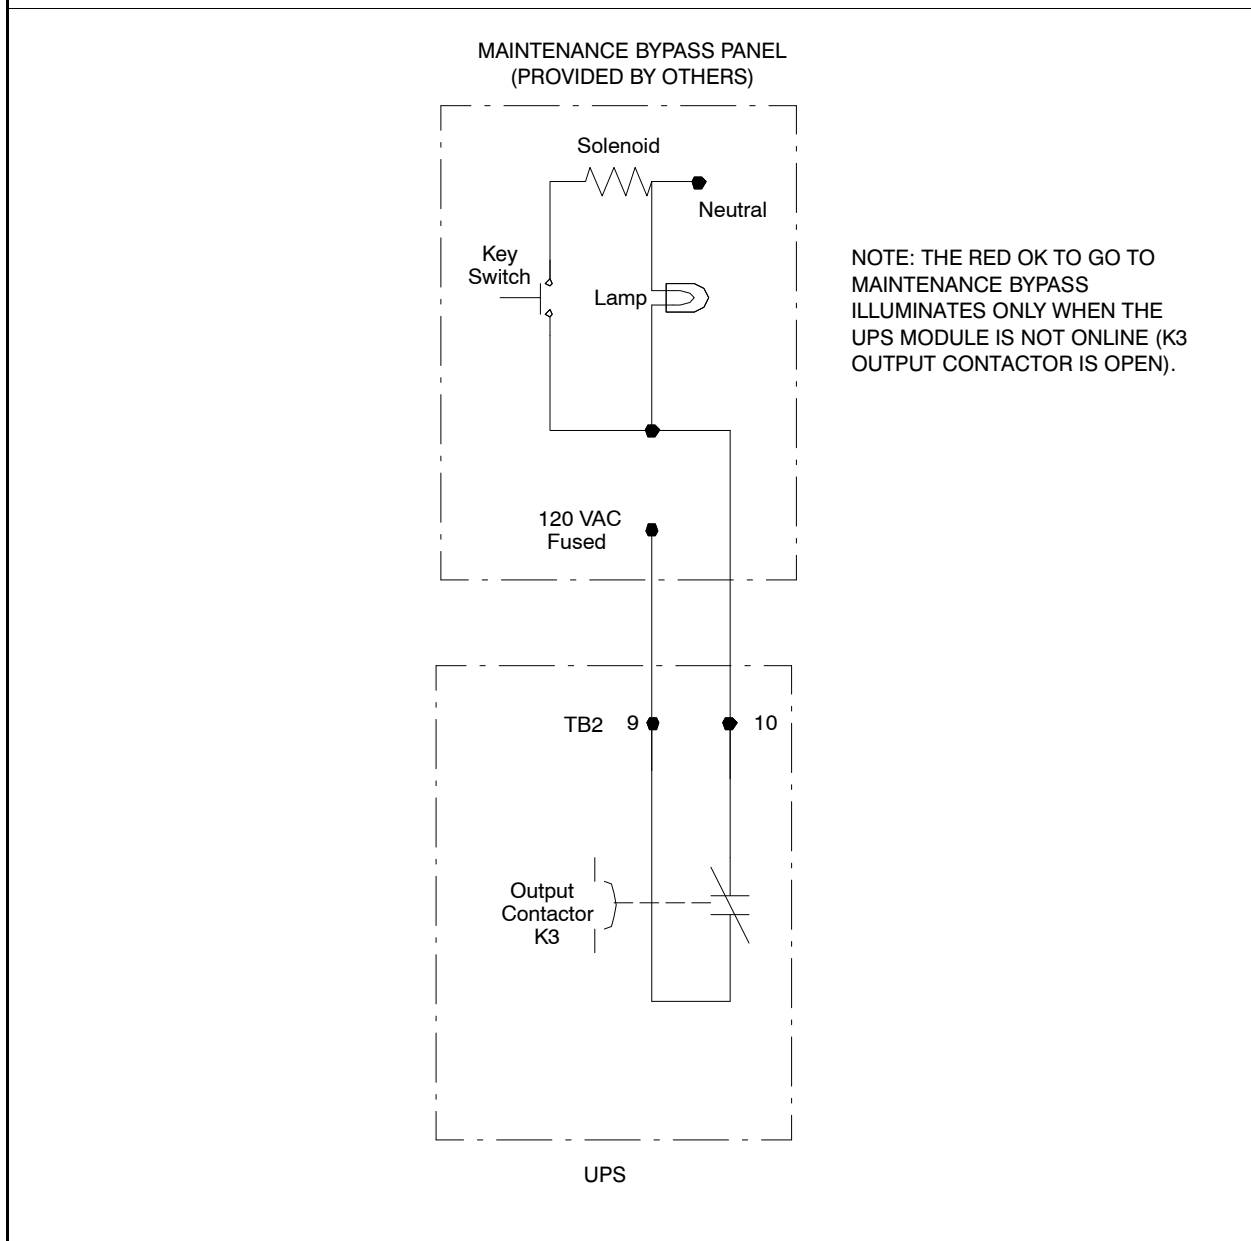 MAINTENANCE BYPASS PANEL
(PROVIDED BY OTHERS)
Solenoid
Neutral
Key
Switch
Lamp
NOTE: THE RED OK TO GO TO
MAINTENANCE BYPASS
ILLUMINATES ONLY WHEN THE
UPS MODULE IS NOT ONLINE (K3
OUTPUT CONTACTOR IS OPEN).
120 VAC
Fused
TB2 9 10
Output
Contactor
K3
UPS